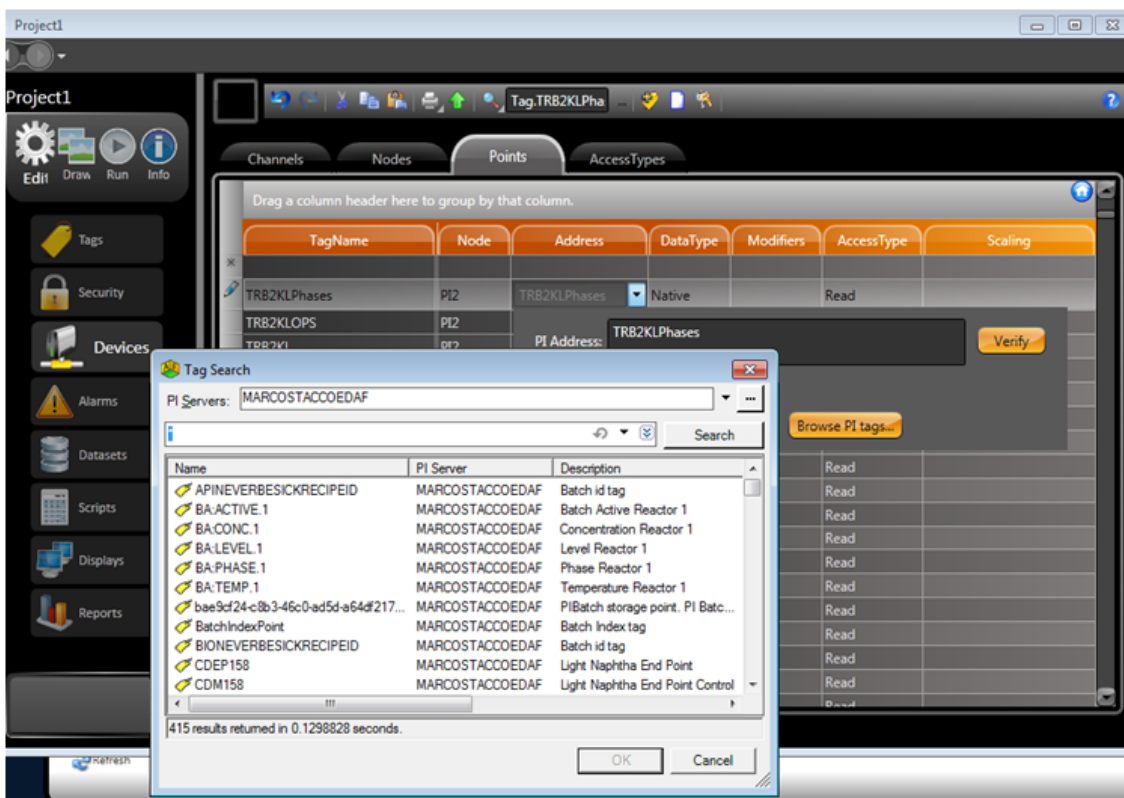 Project1
Project1
Tag.TRB2KLPha
...
Edit Draw Run Info
Tags
Security
Devices
Alarms
Datasets
Scripts
Displays
Reports
Channels Nodes Points AccessTypes
Drag a column header here to group by that column.
TagName Node Address DataType Modifiers AccessType Scaling
TRB2KLPhases PI2 TRB2KLPhases Native Read
TRB2KLOPS PI2
TRB2KL PI2
PI Address: TRB2KLPhases Verify
Browse PI tags...
Read
Read
Read
Read
Read
Read
Read
Read
Read
Read
Read
Tag Search
PI Servers: MARCOSTACCOEDAF ...
Search
Name PI Server Description
APINEVERBESICKRECIPEID MARCOSTACCOEDAF Batch id tag
BA:ACTIVE.1 MARCOSTACCOEDAF Batch Active Reactor 1
BA:CONC.1 MARCOSTACCOEDAF Concentration Reactor 1
BA:LEVEL.1 MARCOSTACCOEDAF Level Reactor 1
BA:PHASE.1 MARCOSTACCOEDAF Phase Reactor 1
BA:TEMP.1 MARCOSTACCOEDAF Temperature Reactor 1
bae9cf24-c8b3-46c0-ad5d-a64df217... MARCOSTACCOEDAF PIBatch storage point. PI Batc...
BatchIndexPoint MARCOSTACCOEDAF Batch Index tag
BIONEVERBESICKRECIPEID MARCOSTACCOEDAF Batch id tag
CDEP158 MARCOSTACCOEDAF Light Naphtha End Point
CDM158 MARCOSTACCOEDAF Light Naphtha End Point Control
415 results returned in 0.1298828 seconds.
OK Cancel
Refresh